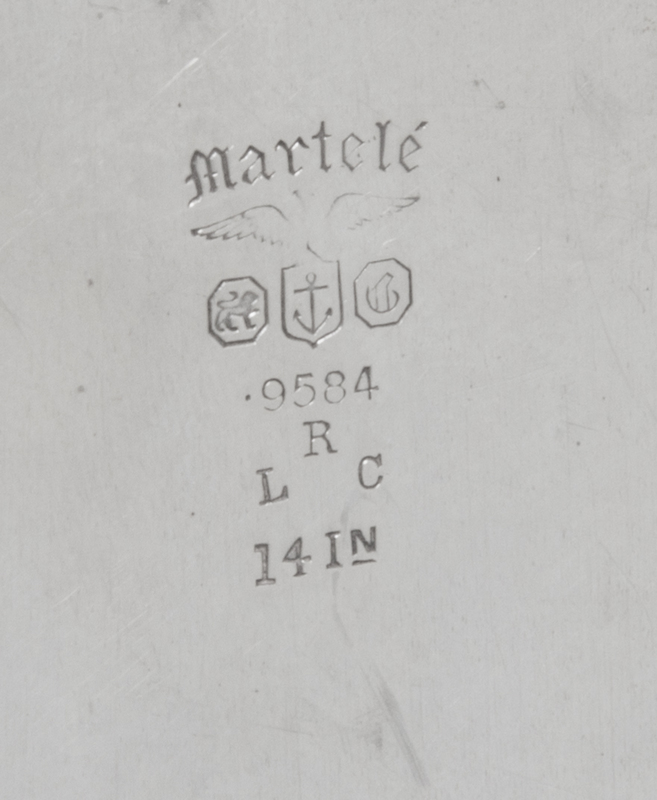 Martelé
G
.9584
R
L C
14 IN